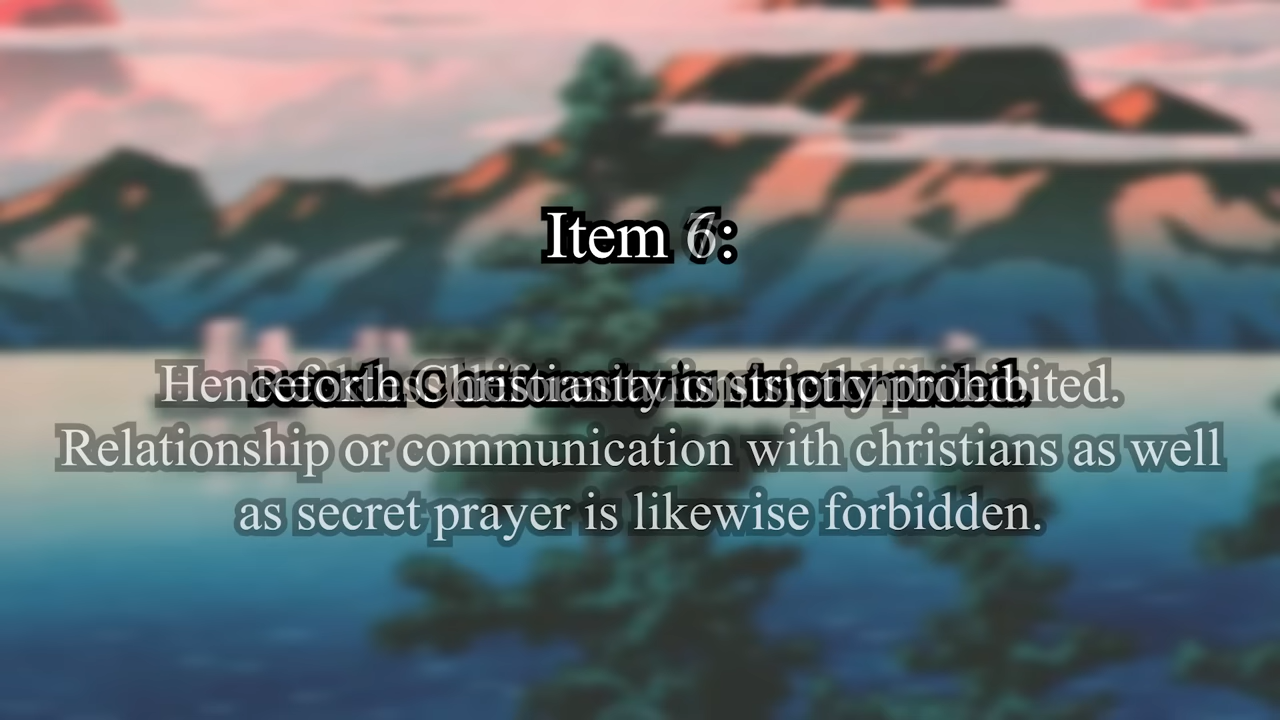 Item 6:
Henceforth Christianity is strictly prohibited.
Relationship or communication with christians as well
as secret prayer is likewise forbidden.